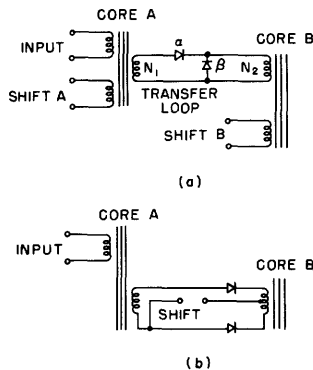 CORE A
CORE B
INPUT
α
N₁
β
N₂
SHIFT A
TRANSFER
LOOP
SHIFT B
(a)
CORE A
INPUT
CORE B
SHIFT
(b)